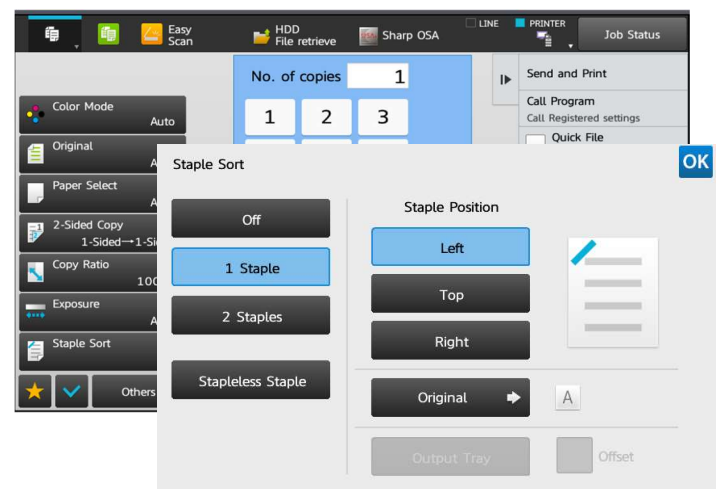 Easy
Scan
HDD
File retrieve
Sharp OSA
LINE
PRINTER
Job Status
No. of copies 1
1 2 3
Send and Print
Call Program
Call Registered settings
Quick File
Color Mode
Auto
Original
A
Paper Select
A
2-Sided Copy
1-Sided→1-Si
Copy Ratio
100
Exposure
A
Staple Sort
Others
Staple Sort
OK
Off
1 Staple
2 Staples
Stapleless Staple
Staple Position
Left
Top
Right
Original
A
Output Tray
Offset